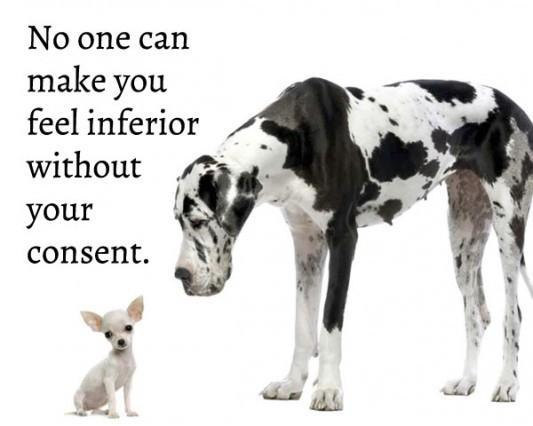 No one can
make you
feel inferior
without
your
consent.